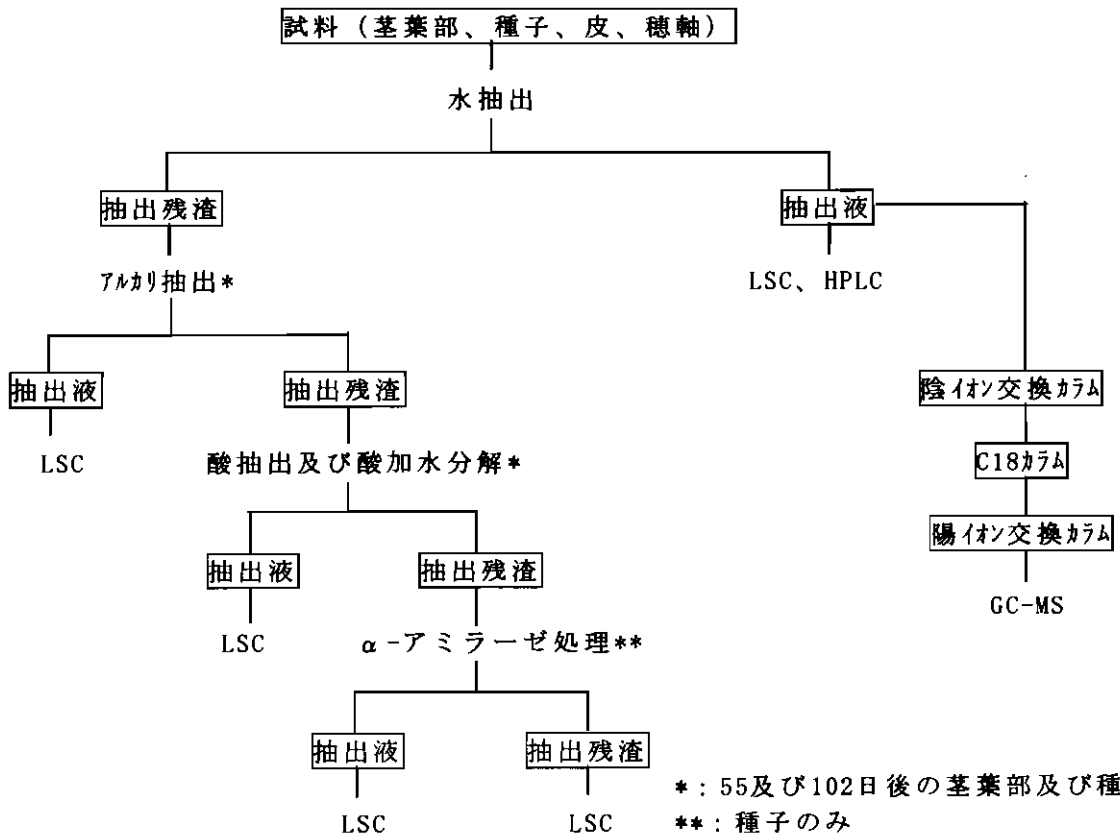 試料（茎葉部、種子、皮、穂軸）
水抽出
抽出残渣
抽出液
アルカリ抽出*
LSC、HPLC
抽出液
抽出残渣
陰イオン交換カラム
LSC
酸抽出及び酸加水分解*
C18カラム
抽出液
抽出残渣
陽イオン交換カラム
LSC
α-アミラーゼ処理**
GC-MS
抽出液
抽出残渣
*：55及び102日後の茎葉部及び種
LSC
LSC
**：種子のみ